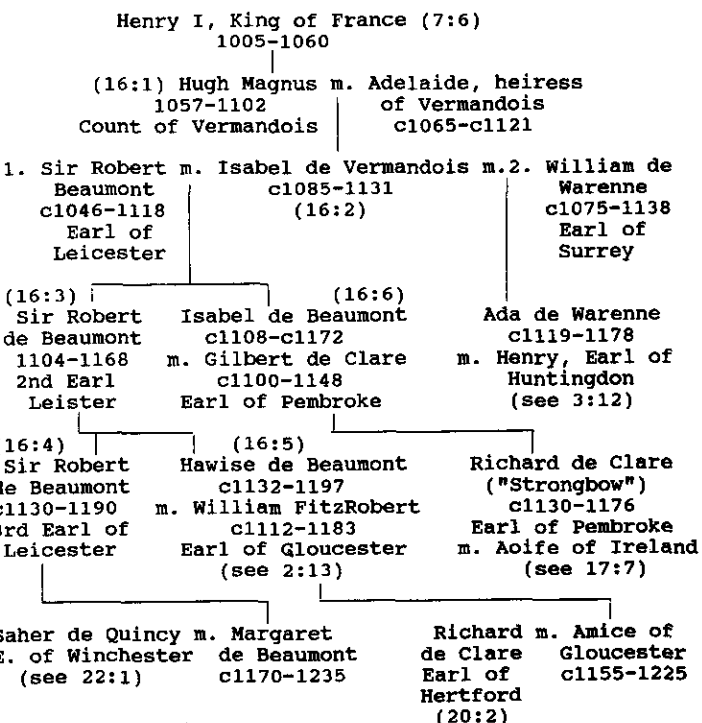 Henry I, King of France (7:6)
1005-1060
(16:1) Hugh Magnus m. Adelaide, heiress
1057-1102 of Vermandois
Count of Vermandois c1065-c1121
1. Sir Robert m. Isabel de Vermandois m.2. William de
Beaumont c1085-1131 Warenne
c1046-1118 (16:2) c1075-1138
Earl of Earl of
Leicester Surrey
(16:3) (16:6)
Sir Robert Isabel de Beaumont Ada de Warenne
de Beaumont c1108-c1172 c1119-1178
1104-1168 m. Gilbert de Clare m. Henry, Earl of
2nd Earl c1100-1148 Huntingdon
Leister Earl of Pembroke (see 3:12)
16:4) (16:5)
Sir Robert Hawise de Beaumont Richard de Clare
de Beaumont c1132-1197 ("Strongbow")
c1130-1190 m. William FitzRobert c1130-1176
3rd Earl of c1112-1183 Earl of Pembroke
Leicester Earl of Gloucester m. Aoife of Ireland
(see 2:13) (see 17:7)
Saher de Quincy m. Margaret Richard m. Amice of
E. of Winchester de Beaumont de Clare Gloucester
(see 22:1) c1170-1235 Earl of c1155-1225
Hertford
(20:2)